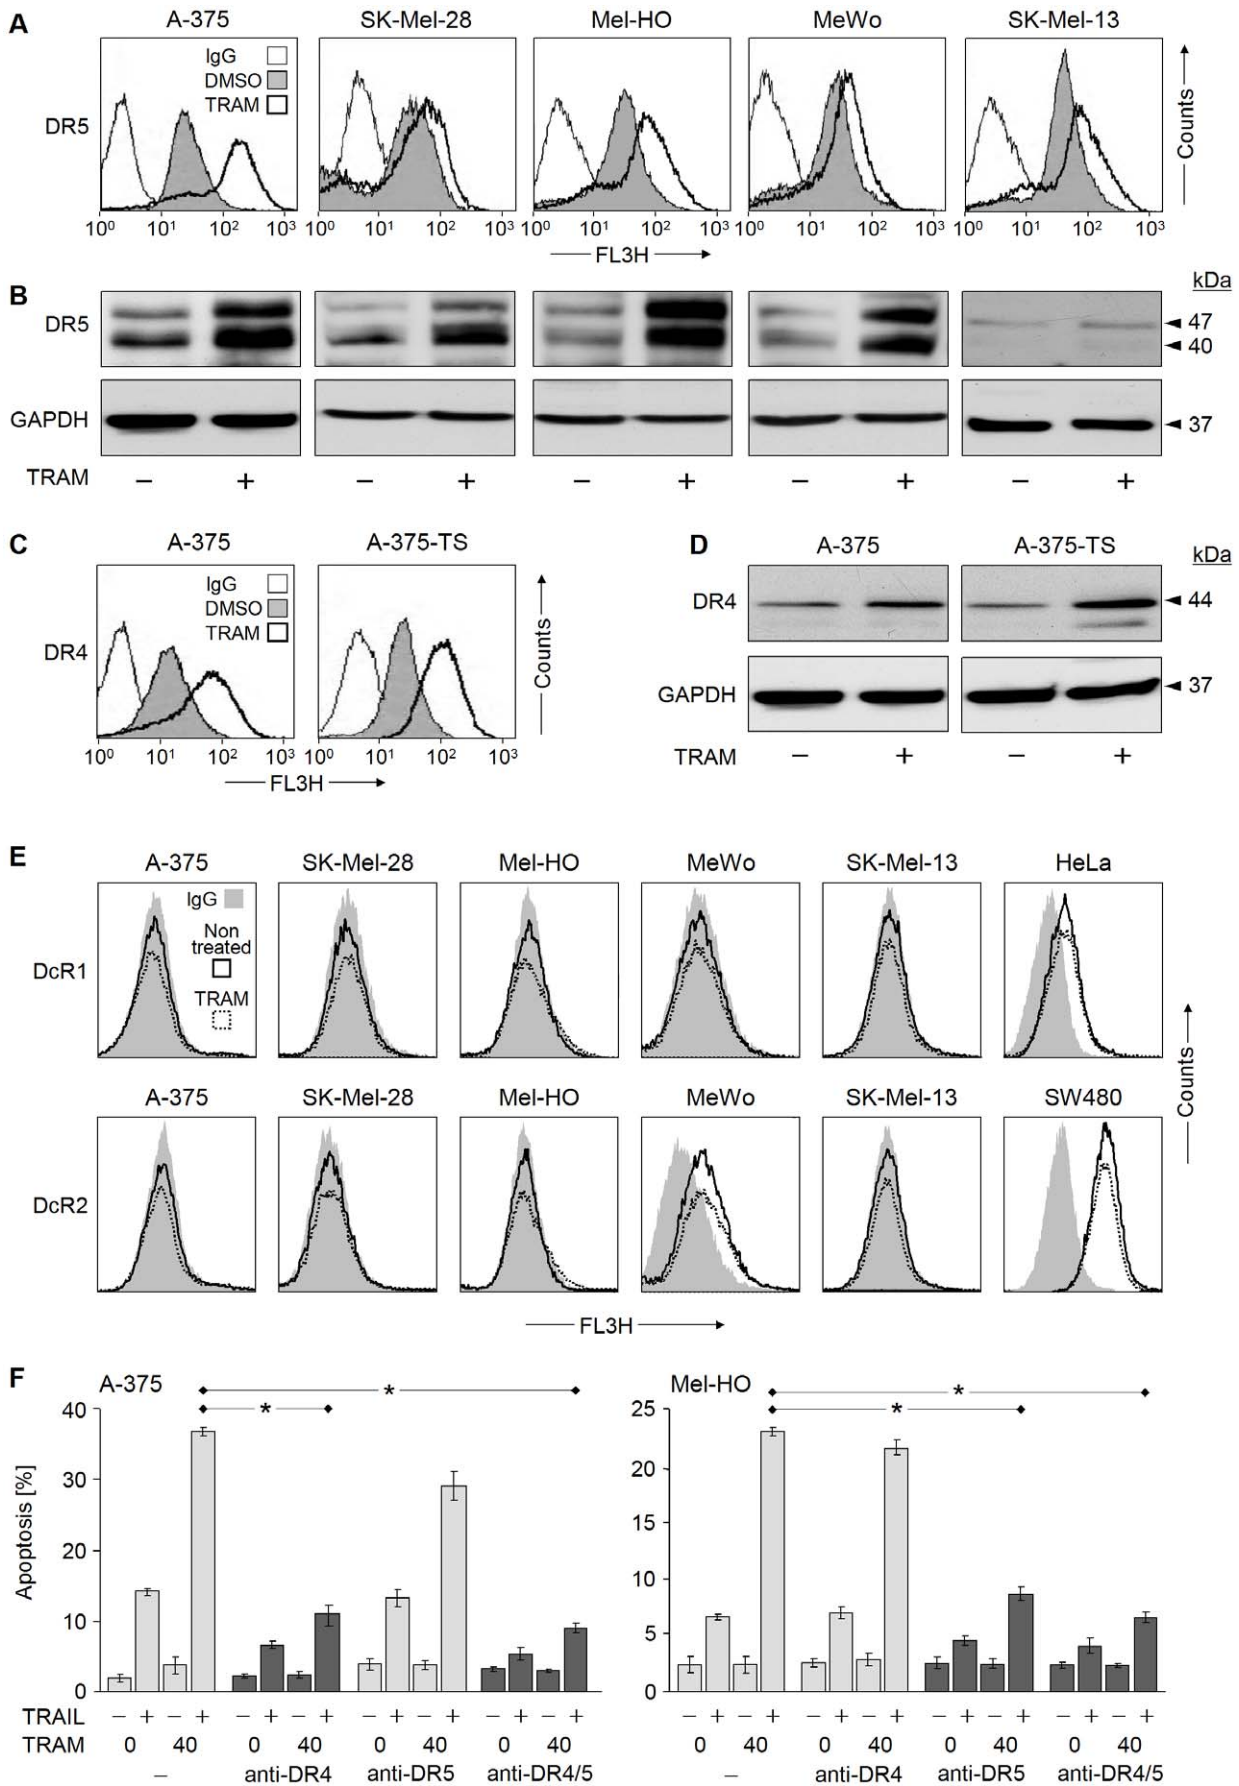 A
A-375 SK-Mel-28 Mel-HO MeWo SK-Mel-13
IgG
DMSO
TRAM
DR5
Counts
10⁰ 10¹ 10² 10³ 10⁰ 10¹ 10² 10³ 10⁰ 10¹ 10² 10³ 10⁰ 10¹ 10² 10³ 10⁰ 10¹ 10² 10³
FL3H
B
kDa
DR5
47
40
GAPDH
37
TRAM − + − + − + − + − +
C
A-375 A-375-TS
IgG
DMSO
TRAM
DR4
Counts
10⁰ 10¹ 10² 10³ 10⁰ 10¹ 10² 10³
FL3H
D
A-375 A-375-TS
kDa
DR4
44
GAPDH
37
TRAM − + − +
E
A-375 SK-Mel-28 Mel-HO MeWo SK-Mel-13 HeLa
IgG
Non
treated
TRAM
DcR1
Counts
A-375 SK-Mel-28 Mel-HO MeWo SK-Mel-13 SW480
DcR2
FL3H
F
A-375
*
*
Apoptosis [%]
40
30
20
10
0
TRAIL − + − + − + − + − + − + − + − +
TRAM 0 40 0 40 0 40 0 40
− anti-DR4 anti-DR5 anti-DR4/5
Mel-HO
*
*
25
20
15
10
5
0
− + − + − + − + − + − + − + − +
0 40 0 40 0 40 0 40
− anti-DR4 anti-DR5 anti-DR4/5